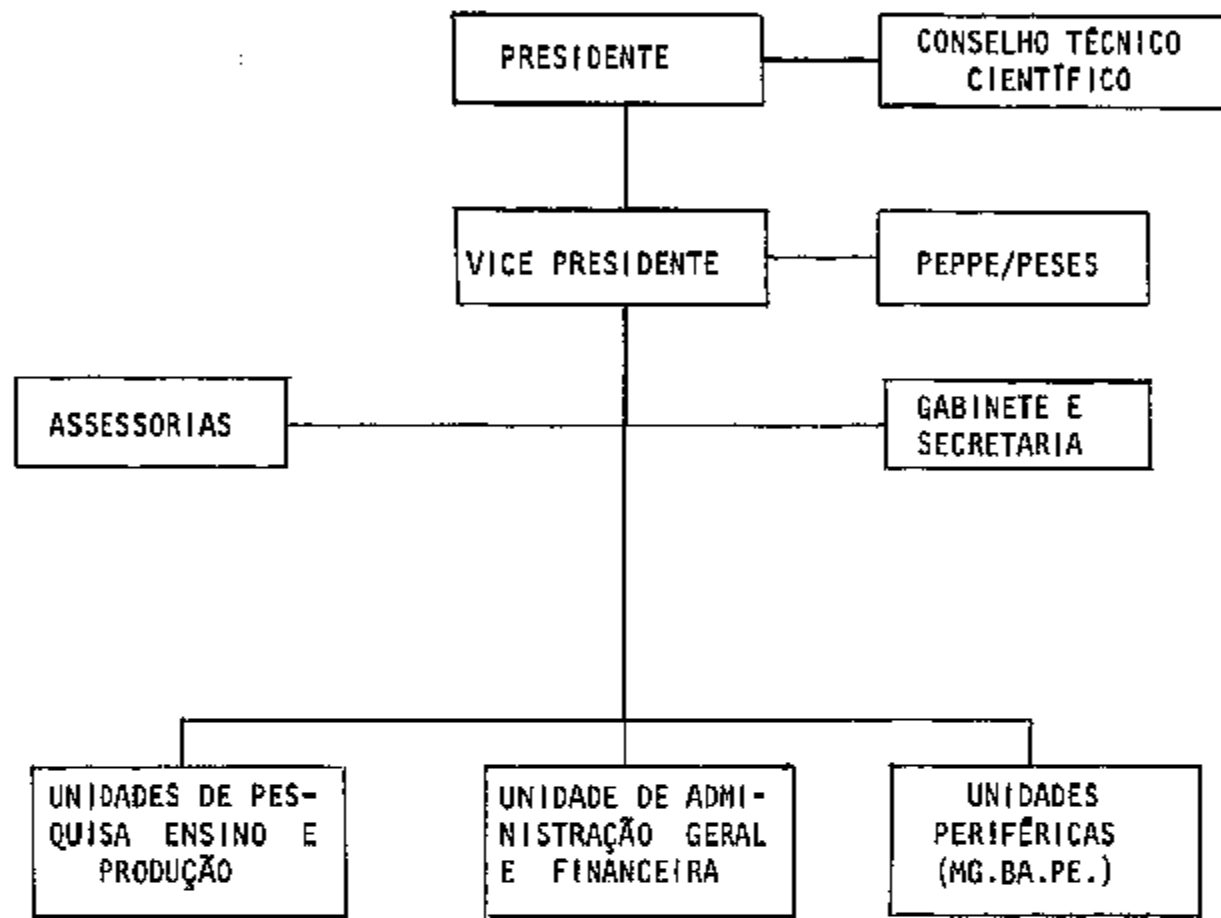 PRESIDENTE
CONSELHO TÉCNICO
CIENTÍFICO
VICE PRESIDENTE
PEPPE/PESES
ASSESSORIAS
GABINETE E
SECRETARIA
UNIDADES DE PES-
QUISA ENSINO E
PRODUÇÃO
UNIDADE DE ADMI-
NISTRAÇÃO GERAL
E FINANCEIRA
UNIDADES
PERIFÉRICAS
(MG.BA.PE.)